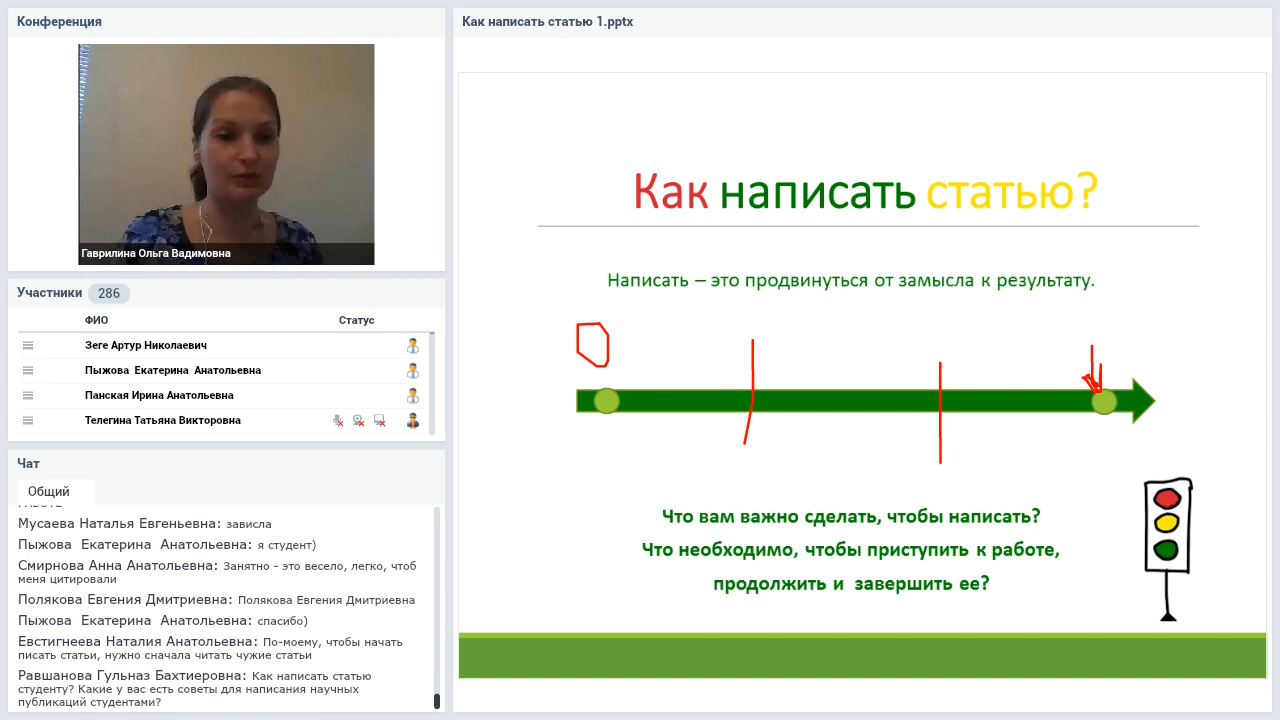 Конференция
Гаврилина Ольга Вадимовна
Участники 286
ФИО Статус
Зеге Артур Николаевич
Пыжова Екатерина Анатольевна
Панская Ирина Анатольевна
Телегина Татьяна Викторовна
Чат
Общий
Мусаева Наталья Евгеньевна: зависла
Пыжова Екатерина Анатольевна: я студент)
Смирнова Анна Анатольевна: Занятно - это весело, легко, чтоб
меня цитировали
Полякова Евгения Дмитриевна: Полякова Евгения Дмитриевна
Пыжова Екатерина Анатольевна: спасибо)
Евстигнеева Наталия Анатольевна: По-моему, чтобы начать
писать статьи, нужно сначала читать чужие статьи
Равшанова Гульназ Бахтиеровна: Как написать статью
студенту? Какие у вас есть советы для написания научных
публикаций студентами?
Как написать статью 1.pptx
Как написать статью?
Написать – это продвинуться от замысла к результату.
Что вам важно сделать, чтобы написать?
Что необходимо, чтобы приступить к работе,
продолжить и завершить ее?